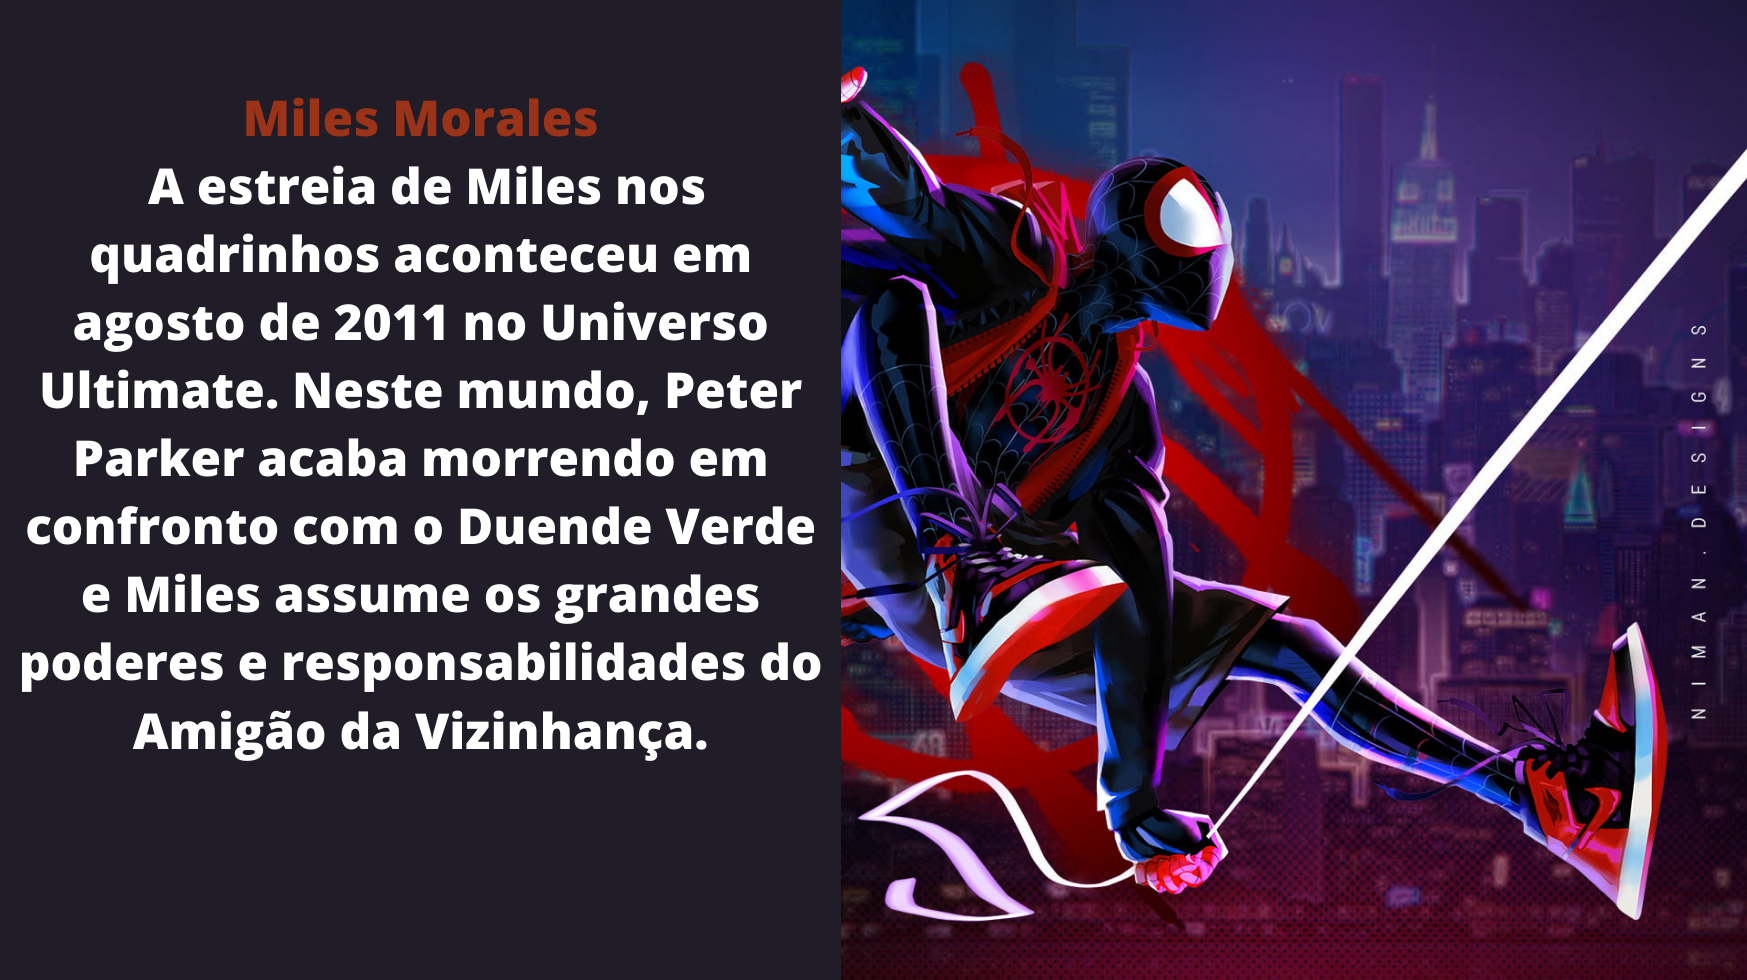 Miles Morales
A estreia de Miles nos
quadrinhos aconteceu em
agosto de 2011 no Universo
Ultimate. Neste mundo, Peter
Parker acaba morrendo em
confronto com o Duende Verde
e Miles assume os grandes
poderes e responsabilidades do
Amigão da Vizinhança.
NIMAN.DESIGNS